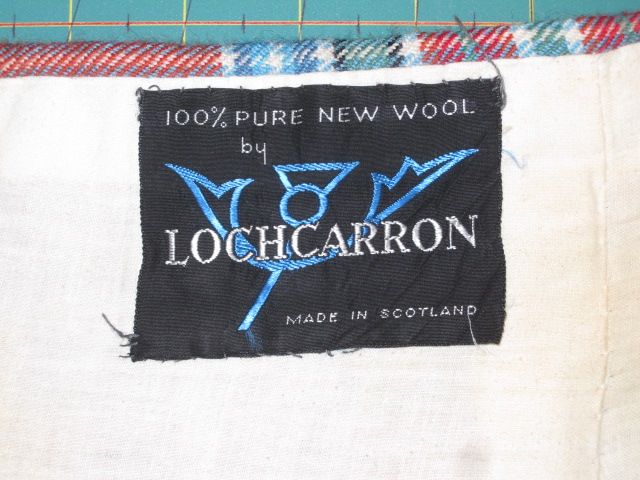 100% PURE NEW WOOL
by
LOCHCARRON
MADE IN SCOTLAND